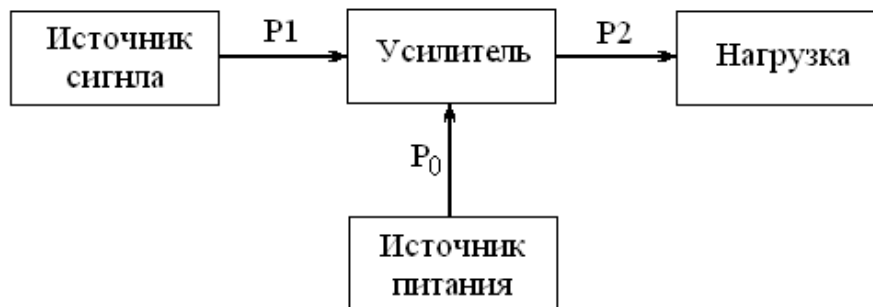 Источник
сигнла
P1
Усилитель
P2
Нагрузка
P0
Источник
питания